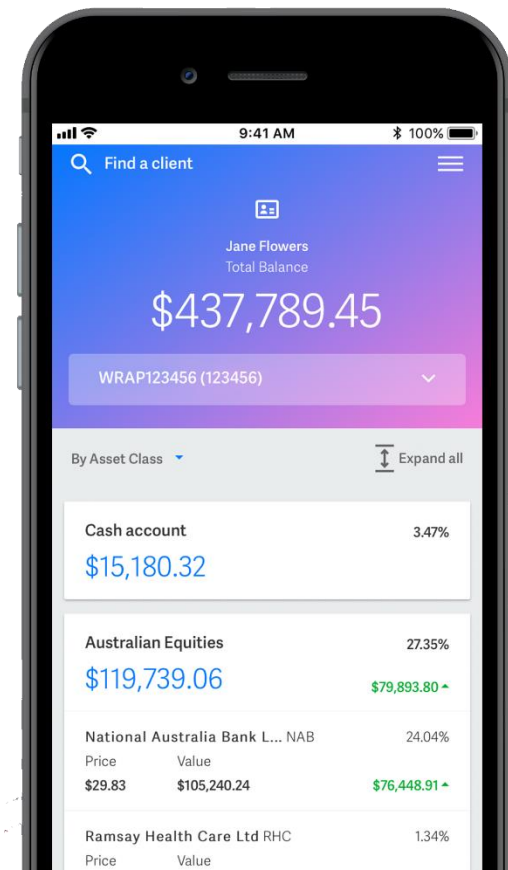 9:41 AM 100%
Find a client
Jane Flowers
Total Balance
$437,789.45
WRAP123456 (123456)
By Asset Class Expand all
Cash account 3.47%
$15,180.32
Australian Equities 27.35%
$119,739.06 $79,893.80
National Australia Bank L... NAB 24.04%
Price Value
$29.83 $105,240.24 $76,448.91
Ramsay Health Care Ltd RHC 1.34%
Price Value